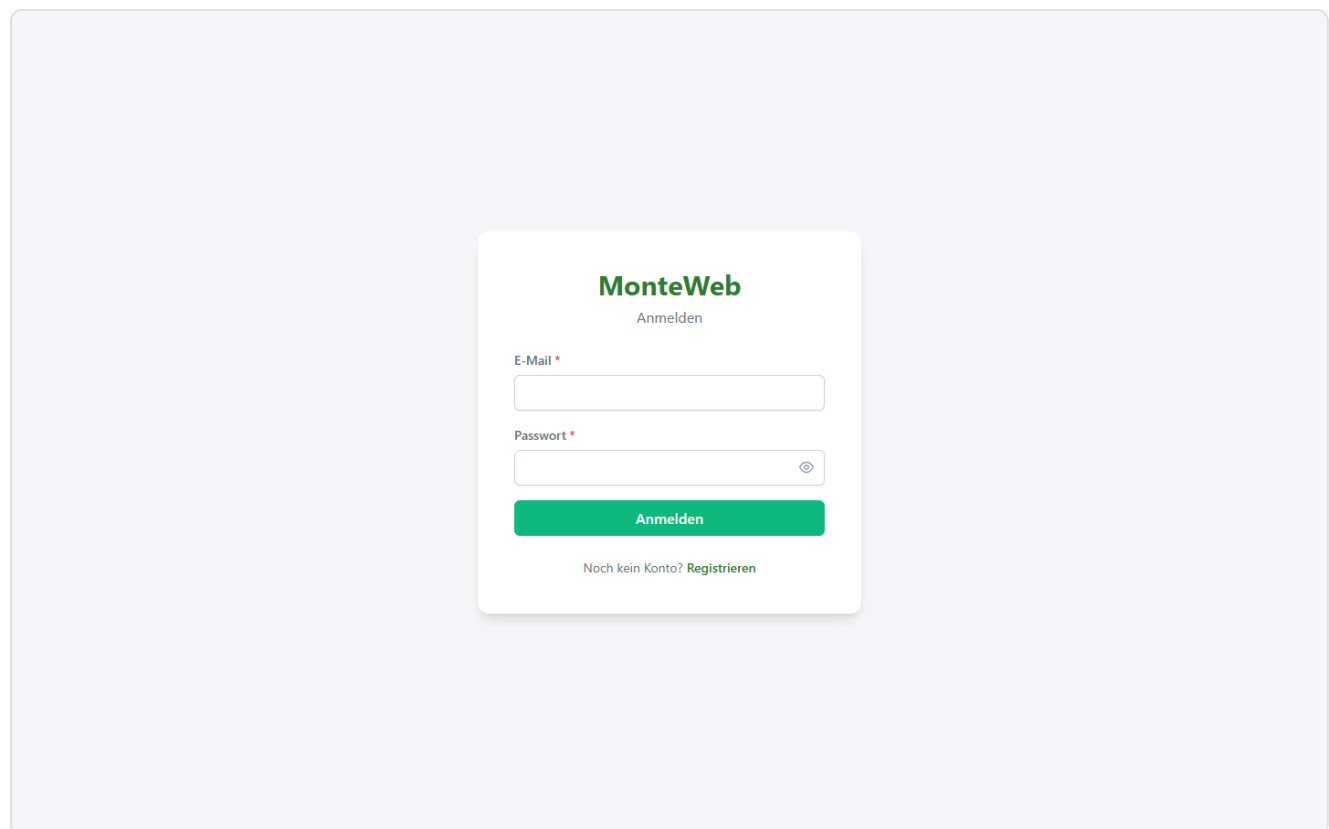 MonteWeb
Anmelden
E-Mail *
Passwort *
Anmelden
Noch kein Konto? Registrieren